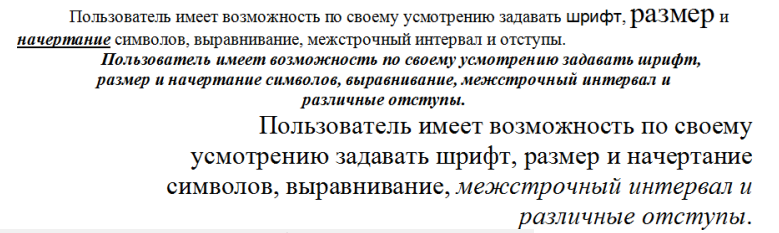 Пользователь имеет возможность по своему усмотрению задавать шрифт, размер и
начертание символов, выравнивание, межстрочный интервал и отступы.
Пользователь имеет возможность по своему усмотрению задавать шрифт,
размер и начертание символов, выравнивание, межстрочный интервал и
различные отступы.
Пользователь имеет возможность по своему
усмотрению задавать шрифт, размер и начертание
символов, выравнивание, межстрочный интервал и
различные отступы.